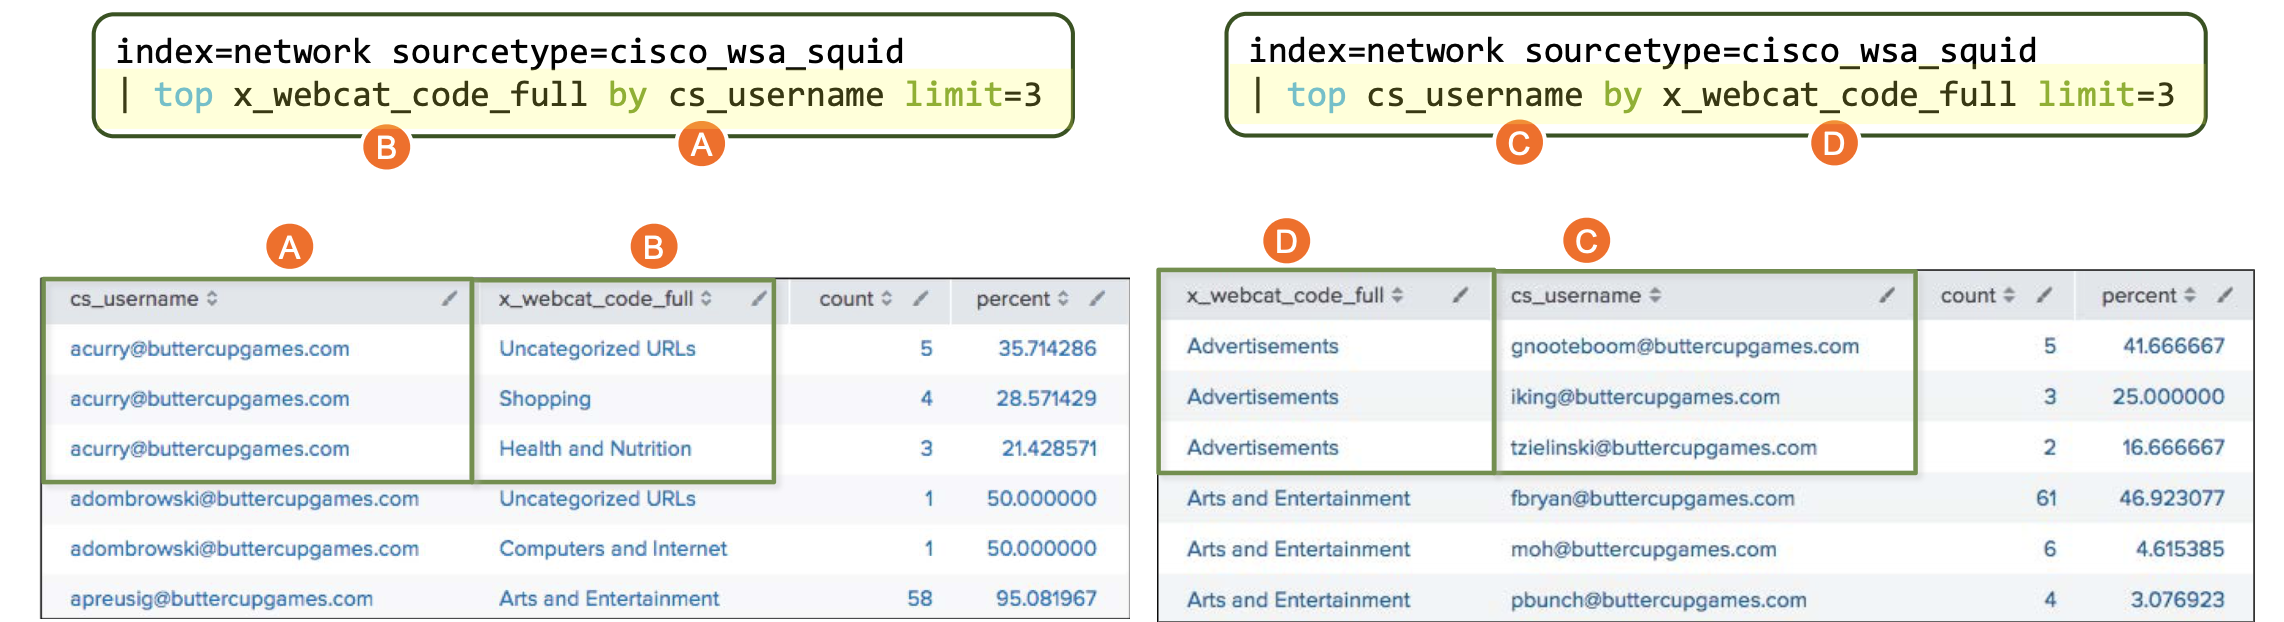 index=network sourcetype=cisco_wsa_squid
| top x_webcat_code_full by cs_username limit=3
B A
A B
cs_username x_webcat_code_full count percent
acurry@buttercupgames.com Uncategorized URLs 5 35.714286
acurry@buttercupgames.com Shopping 4 28.571429
acurry@buttercupgames.com Health and Nutrition 3 21.428571
adombrowski@buttercupgames.com Uncategorized URLs 1 50.000000
adombrowski@buttercupgames.com Computers and Internet 1 50.000000
apreusig@buttercupgames.com Arts and Entertainment 58 95.081967
index=network sourcetype=cisco_wsa_squid
| top cs_username by x_webcat_code_full limit=3
C D
D C
x_webcat_code_full cs_username count percent
Advertisements gnooteboom@buttercupgames.com 5 41.666667
Advertisements iking@buttercupgames.com 3 25.000000
Advertisements tzielinski@buttercupgames.com 2 16.666667
Arts and Entertainment fbryan@buttercupgames.com 61 46.923077
Arts and Entertainment moh@buttercupgames.com 6 4.615385
Arts and Entertainment pbunch@buttercupgames.com 4 3.076923